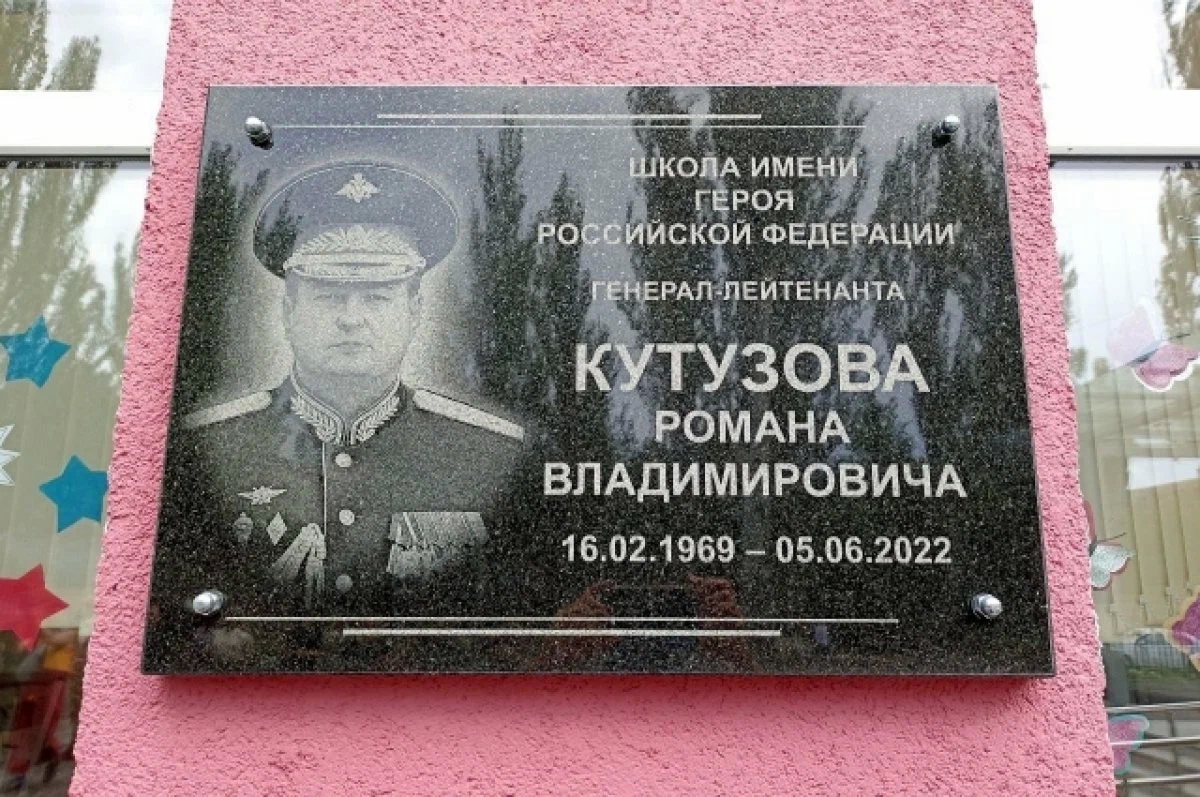 ШКОЛА ИМЕНИ
ГЕРОЯ
РОССИЙСКОЙ ФЕДЕРАЦИИ
ГЕНЕРАЛ-ЛЕЙТЕНАНТА
КУТУЗОВА
РОМАНА
ВЛАДИМИРОВИЧА
16.02.1969 – 05.06.2022